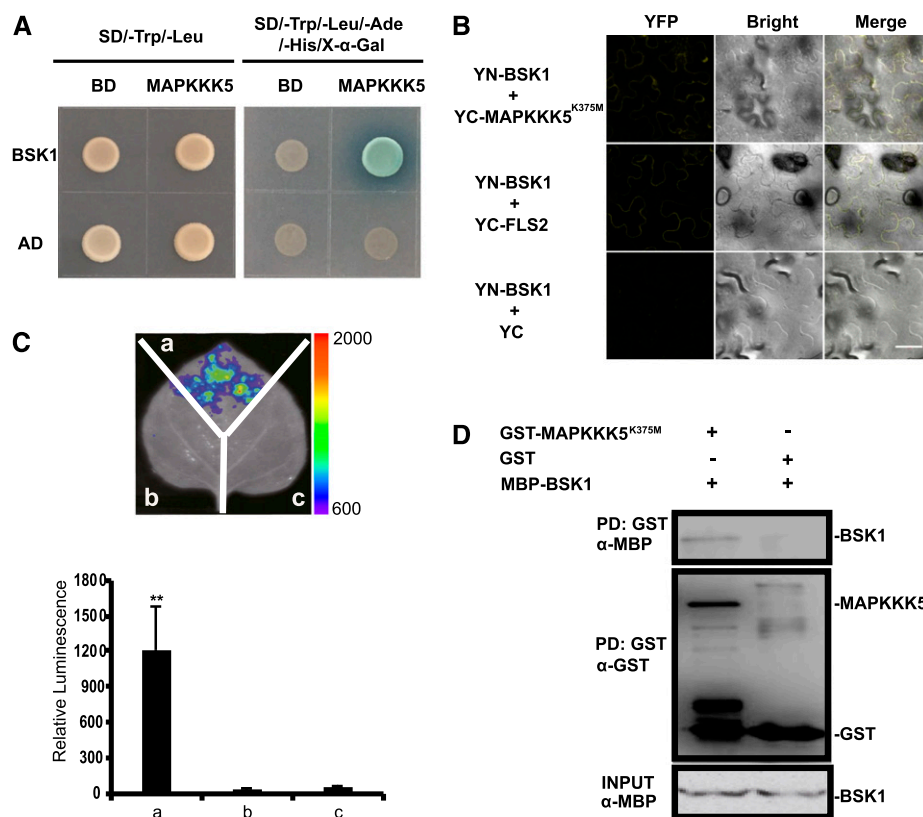 A
SD/-Trp/-Leu
SD/-Trp/-Leu/-Ade
/-His/X-α-Gal
BD MAPKKK5 BD MAPKKK5
BSK1
AD
B
YFP Bright Merge
YN-BSK1
+
YC-MAPKKK5K375M
YN-BSK1
+
YC-FLS2
YN-BSK1
+
YC
C
a
b
c
2000
600
Relative Luminescence
1800
1500
1200
900
600
300
0
**
a b c
D
GST-MAPKKK5K375M + -
GST - +
MBP-BSK1 + +
PD: GST
α-MBP
-BSK1
-MAPKKK5
PD: GST
α-GST
-GST
INPUT
α-MBP
-BSK1